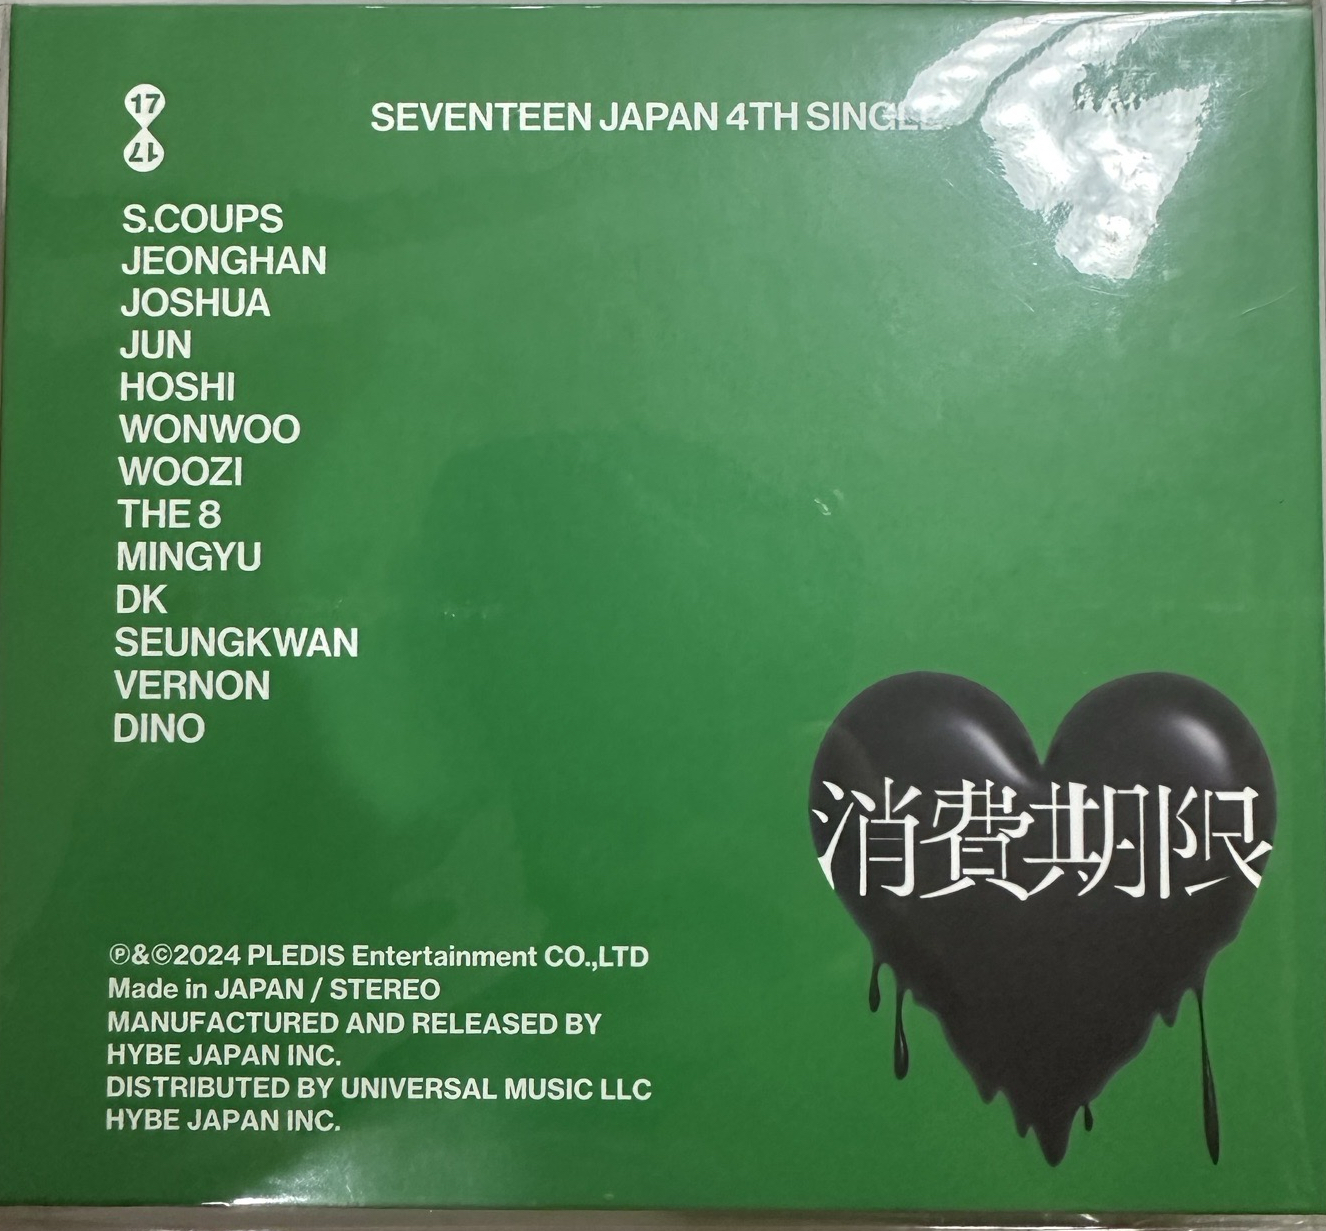 17
17
SEVENTEEN JAPAN 4TH SINGLE
S.COUPS
JEONGHAN
JOSHUA
JUN
HOSHI
WONWOO
WOOZI
THE 8
MINGYU
DK
SEUNGKWAN
VERNON
DINO
消費期限
Ⓟ&©2024 PLEDIS Entertainment CO.,LTD
Made in JAPAN / STEREO
MANUFACTURED AND RELEASED BY
HYBE JAPAN INC.
DISTRIBUTED BY UNIVERSAL MUSIC LLC
HYBE JAPAN INC.